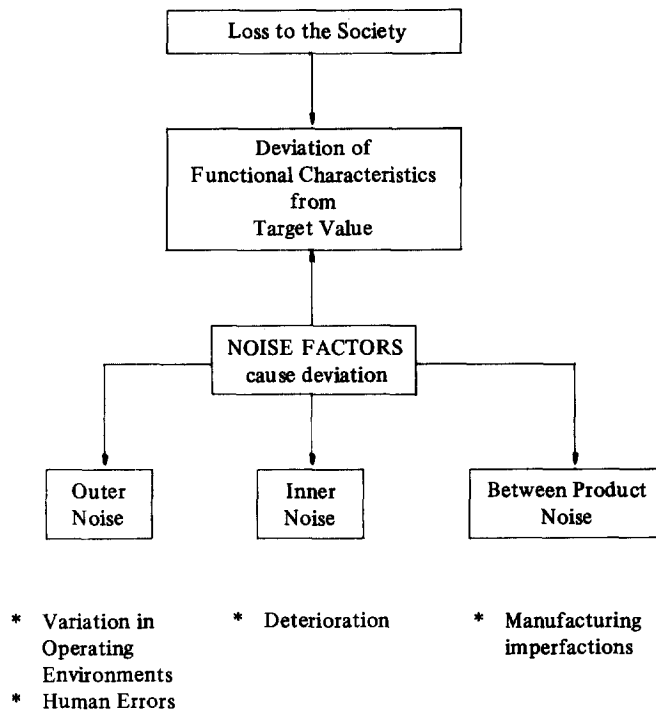 Loss to the Society
Deviation of
Functional Characteristics
from
Target Value
NOISE FACTORS
cause deviation
Outer
Noise
Inner
Noise
Between Product
Noise
* Variation in
Operating
Environments
* Human Errors
* Deterioration
* Manufacturing
imperfactions